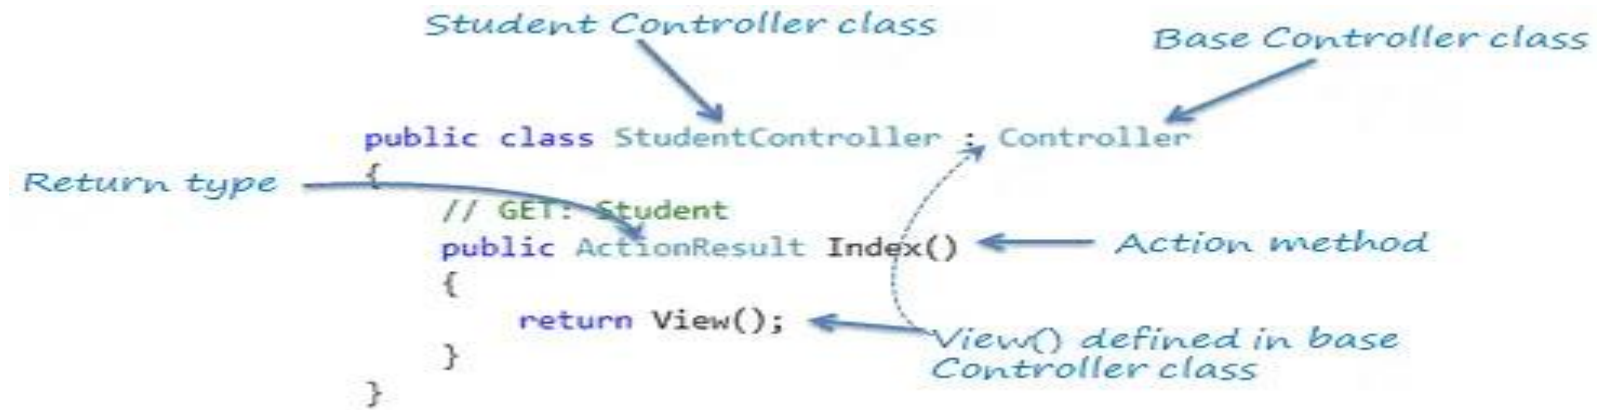 Student Controller class
Base Controller class
public class StudentController : Controller
{
Return type
// GET: Student
public ActionResult Index()
Action method
{
return View();
View() defined in base
Controller class
}
}